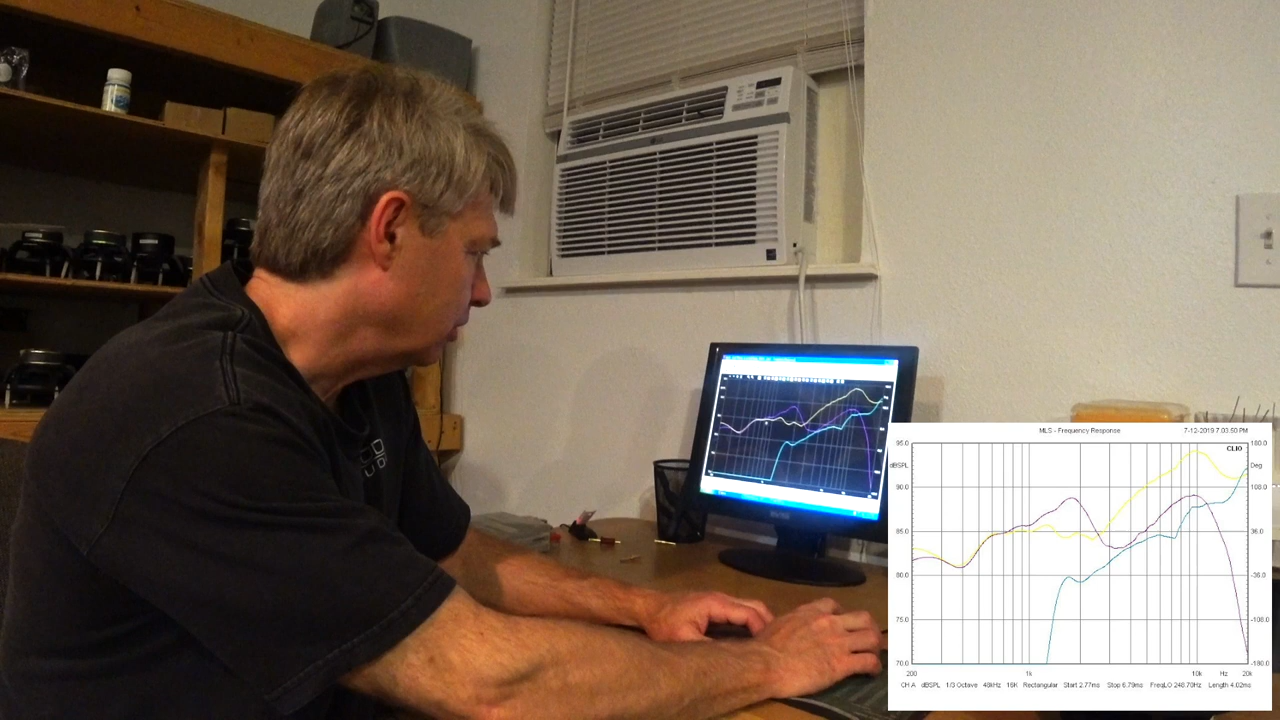 MLS - Frequency Response
7-12-2019 7:03:50 PM
95.0
180.0
CLIO
dBSPL
Deg
90.0
108.0
85.0
36.0
80.0
-36.0
75.0
-108.0
70.0
-180.0
200
1k
10k
Hz
20k
CH A dBSPL 1/3 Octave 48kHz 16K Rectangular Start 2.77ms Stop 6.79ms FreqLO 248.70Hz Length 4.02ms